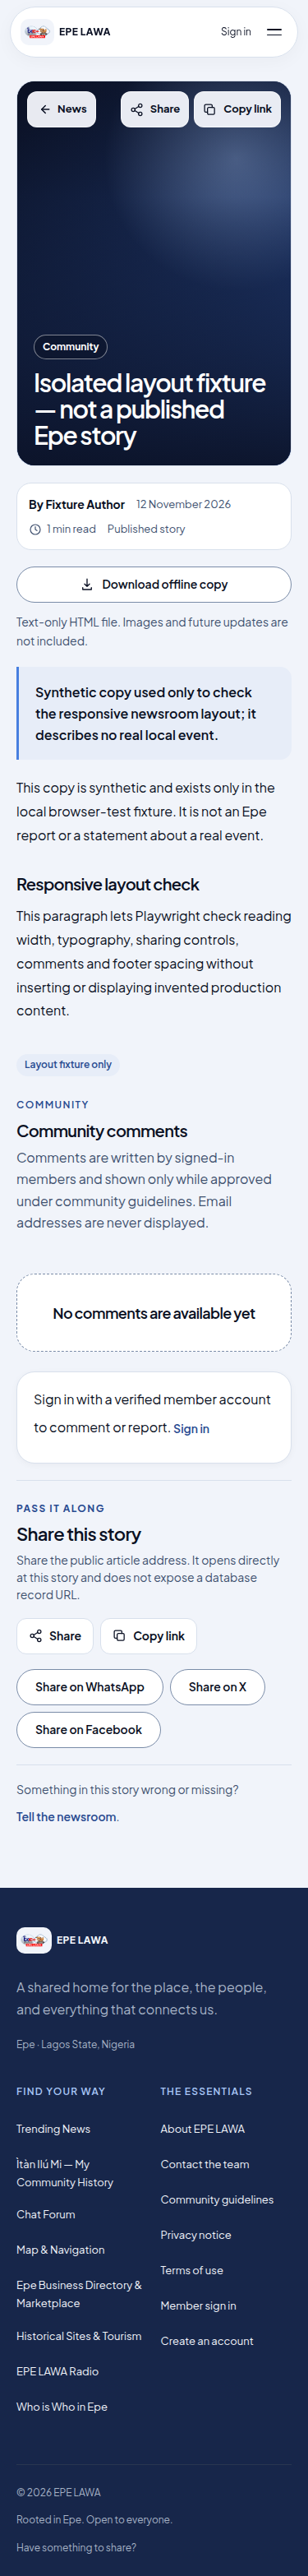 EPE LAWA
Sign in
News
Share
Copy link
Community
Isolated layout fixture
— not a published
Epe story
By Fixture Author 12 November 2026
1 min read Published story
Download offline copy
Text-only HTML file. Images and future updates are
not included.
Synthetic copy used only to check
the responsive newsroom layout; it
describes no real local event.
This copy is synthetic and exists only in the
local browser-test fixture. It is not an Epe
report or a statement about a real event.
Responsive layout check
This paragraph lets Playwright check reading
width, typography, sharing controls,
comments and footer spacing without
inserting or displaying invented production
content.
Layout fixture only
COMMUNITY
Community comments
Comments are written by signed-in
members and shown only while approved
under community guidelines. Email
addresses are never displayed.
No comments are available yet
Sign in with a verified member account
to comment or report. Sign in
PASS IT ALONG
Share this story
Share the public article address. It opens directly
at this story and does not expose a database
record URL.
Share
Copy link
Share on WhatsApp
Share on X
Share on Facebook
Something in this story wrong or missing?
Tell the newsroom.
EPE LAWA
A shared home for the place, the people,
and everything that connects us.
Epe · Lagos State, Nigeria
FIND YOUR WAY
Trending News
Ìtàn Ilú Mi — My
Community History
Chat Forum
Map & Navigation
Epe Business Directory &
Marketplace
Historical Sites & Tourism
EPE LAWA Radio
Who is Who in Epe
THE ESSENTIALS
About EPE LAWA
Contact the team
Community guidelines
Privacy notice
Terms of use
Member sign in
Create an account
© 2026 EPE LAWA
Rooted in Epe. Open to everyone.
Have something to share?